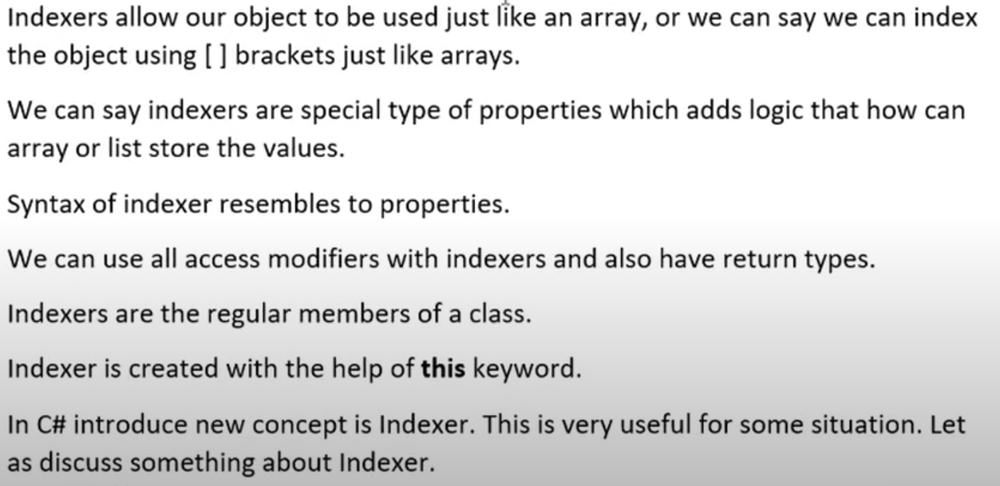 Indexers allow our object to be used just like an array, or we can say we can index
the object using [ ] brackets just like arrays.
We can say indexers are special type of properties which adds logic that how can
array or list store the values.
Syntax of indexer resembles to properties.
We can use all access modifiers with indexers and also have return types.
Indexers are the regular members of a class.
Indexer is created with the help of this keyword.
In C# introduce new concept is Indexer. This is very useful for some situation. Let
as discuss something about Indexer.